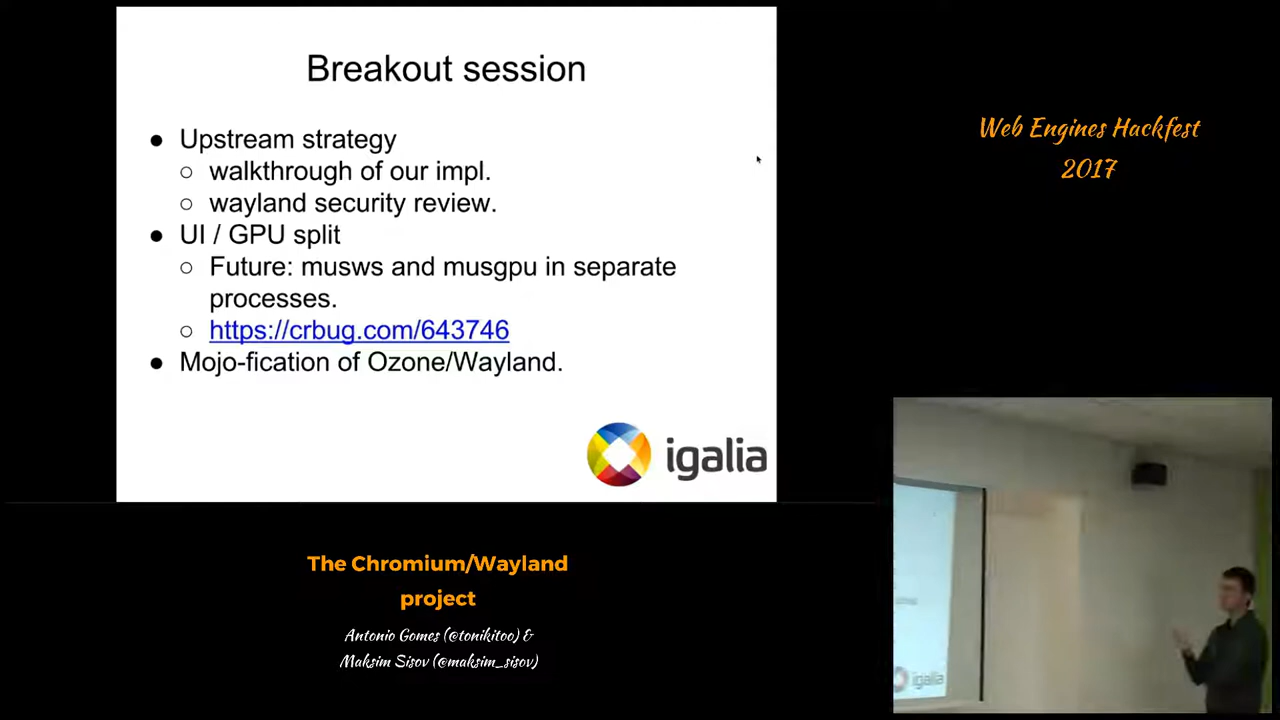 Breakout session
● Upstream strategy
○ walkthrough of our impl.
○ wayland security review.
● UI / GPU split
○ Future: musws and musgpu in separate
processes.
○ https://crbug.com/643746
● Mojo-fication of Ozone/Wayland.
igalia
Web Engines Hackfest
2017
The Chromium/Wayland
project
Antonio Gomes (@tonikitoo) &
Maksim Sisov (@maksim_sisov)
igalia